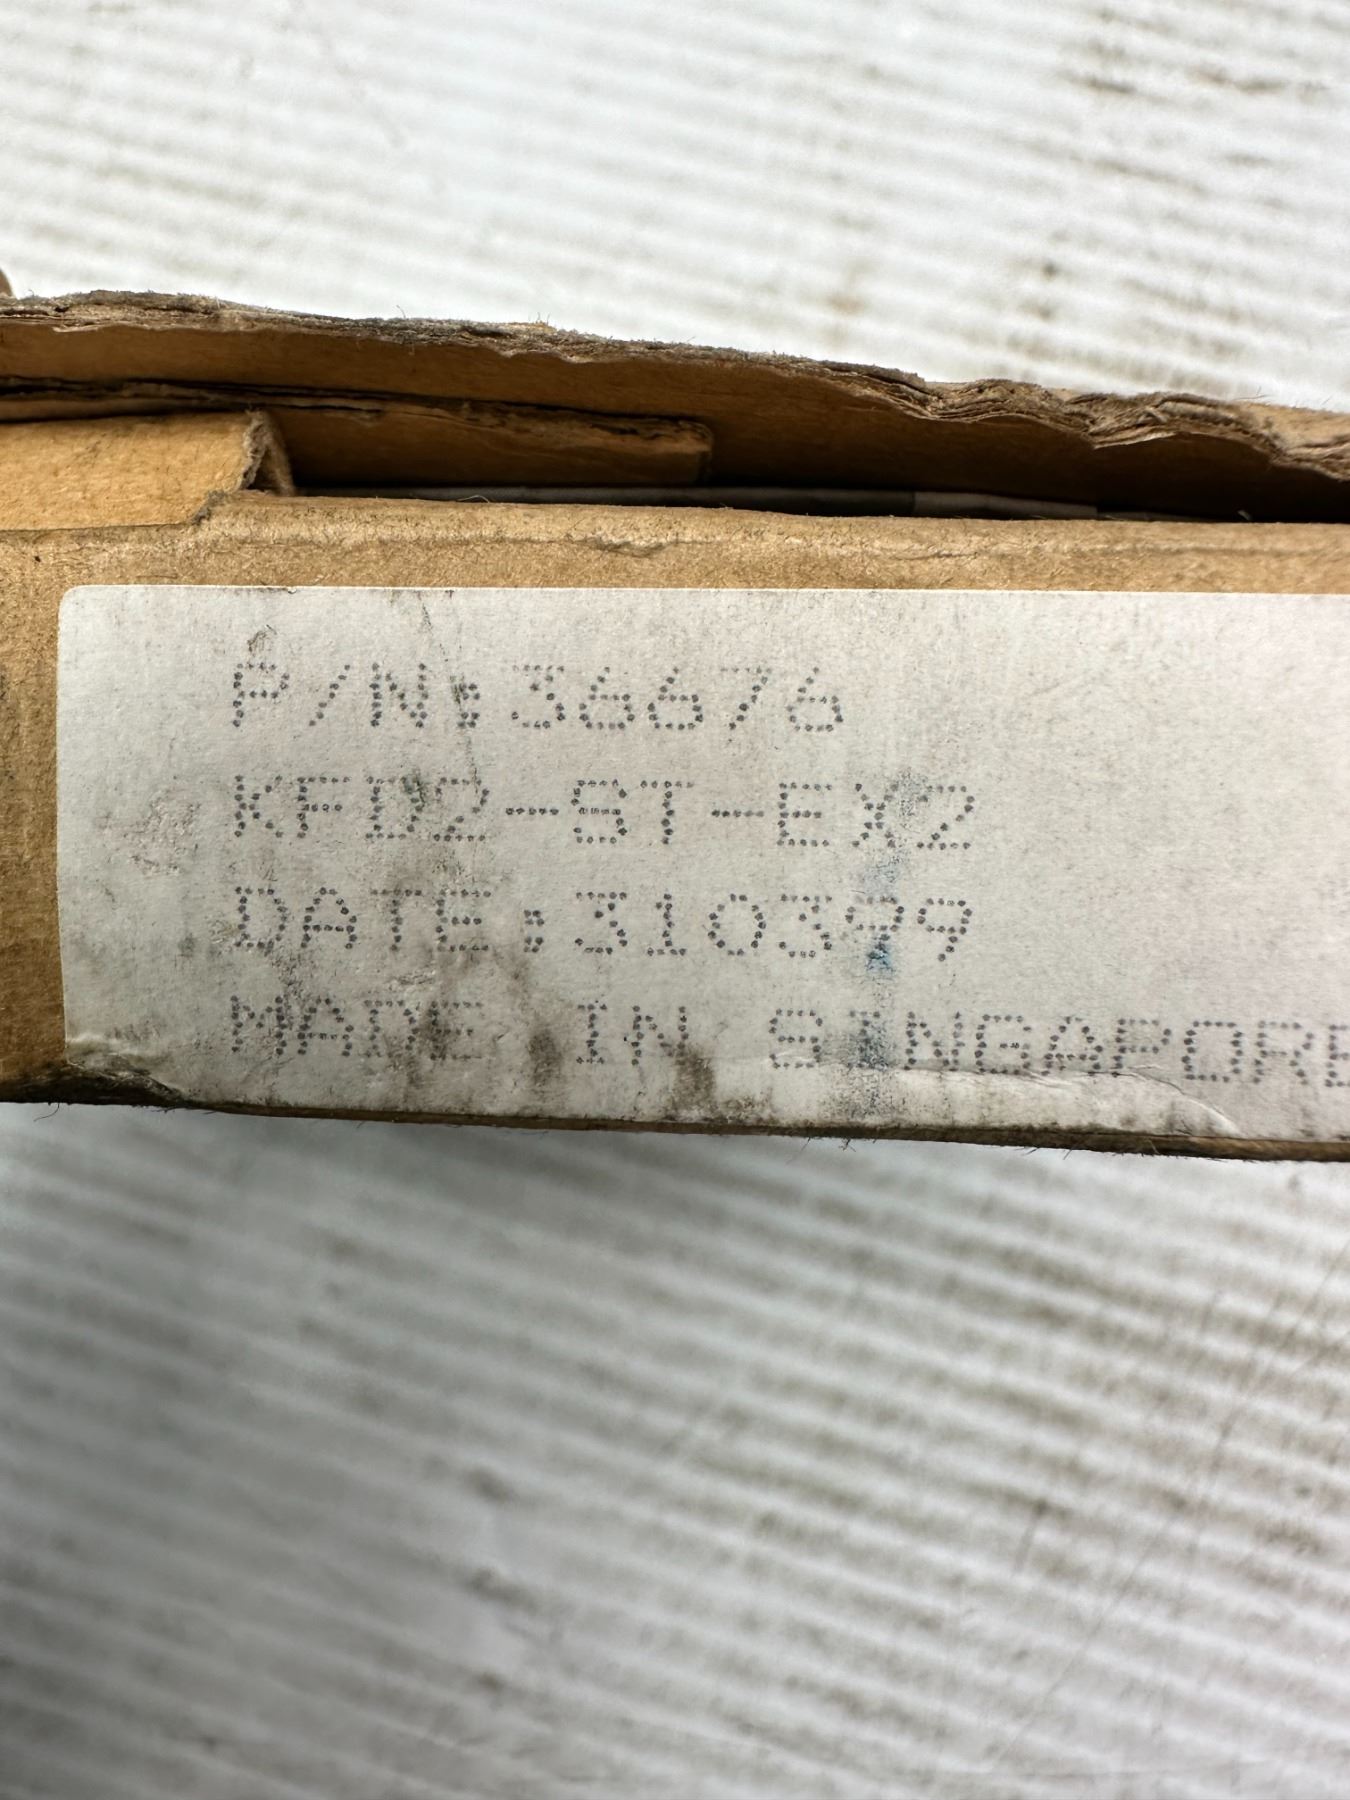 P/N:36676
KFD2-ST-EX2
DATE:310399
MADE IN SINGAPORE